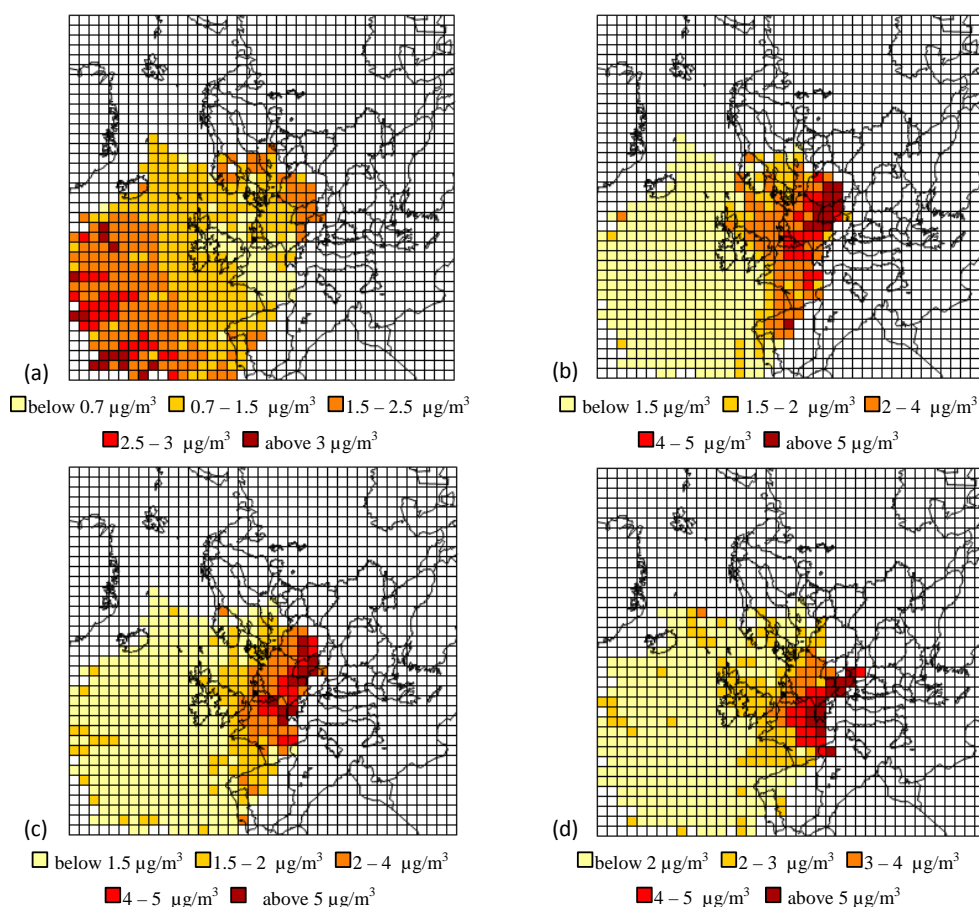 (a)
(b)
below 0.7 µg/m³ 0.7 – 1.5 µg/m³ 1.5 – 2.5 µg/m³
2.5 – 3 µg/m³ above 3 µg/m³
below 1.5 µg/m³ 1.5 – 2 µg/m³ 2 – 4 µg/m³
4 – 5 µg/m³ above 5 µg/m³
(c)
(d)
below 1.5 µg/m³ 1.5 – 2 µg/m³ 2 – 4 µg/m³
4 – 5 µg/m³ above 5 µg/m³
below 2 µg/m³ 2 – 3 µg/m³ 3 – 4 µg/m³
4 – 5 µg/m³ above 5 µg/m³